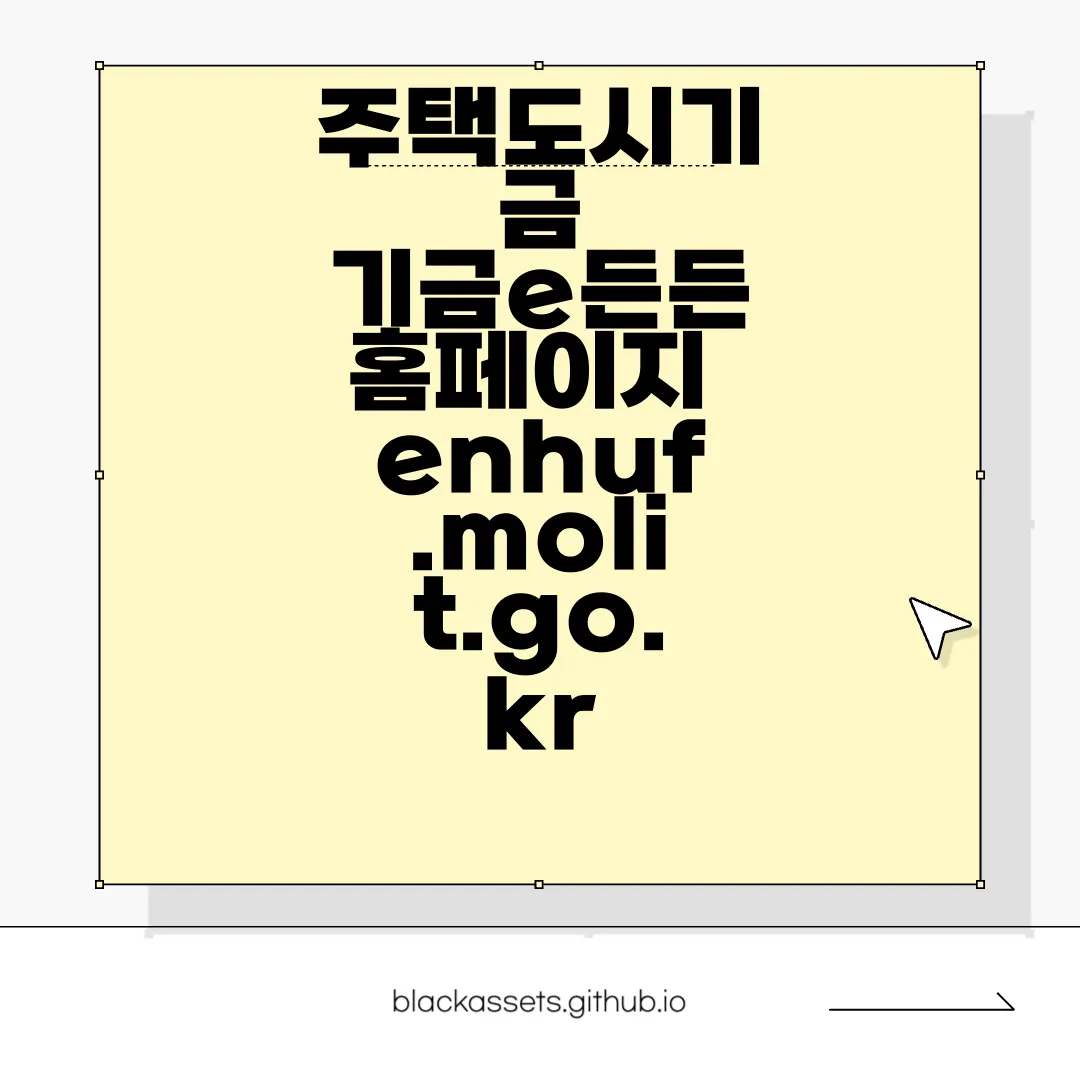 주택도시기
금
기금e든든
홈페이지
enhuf
.moli
t.go.
kr
blackassets.github.io